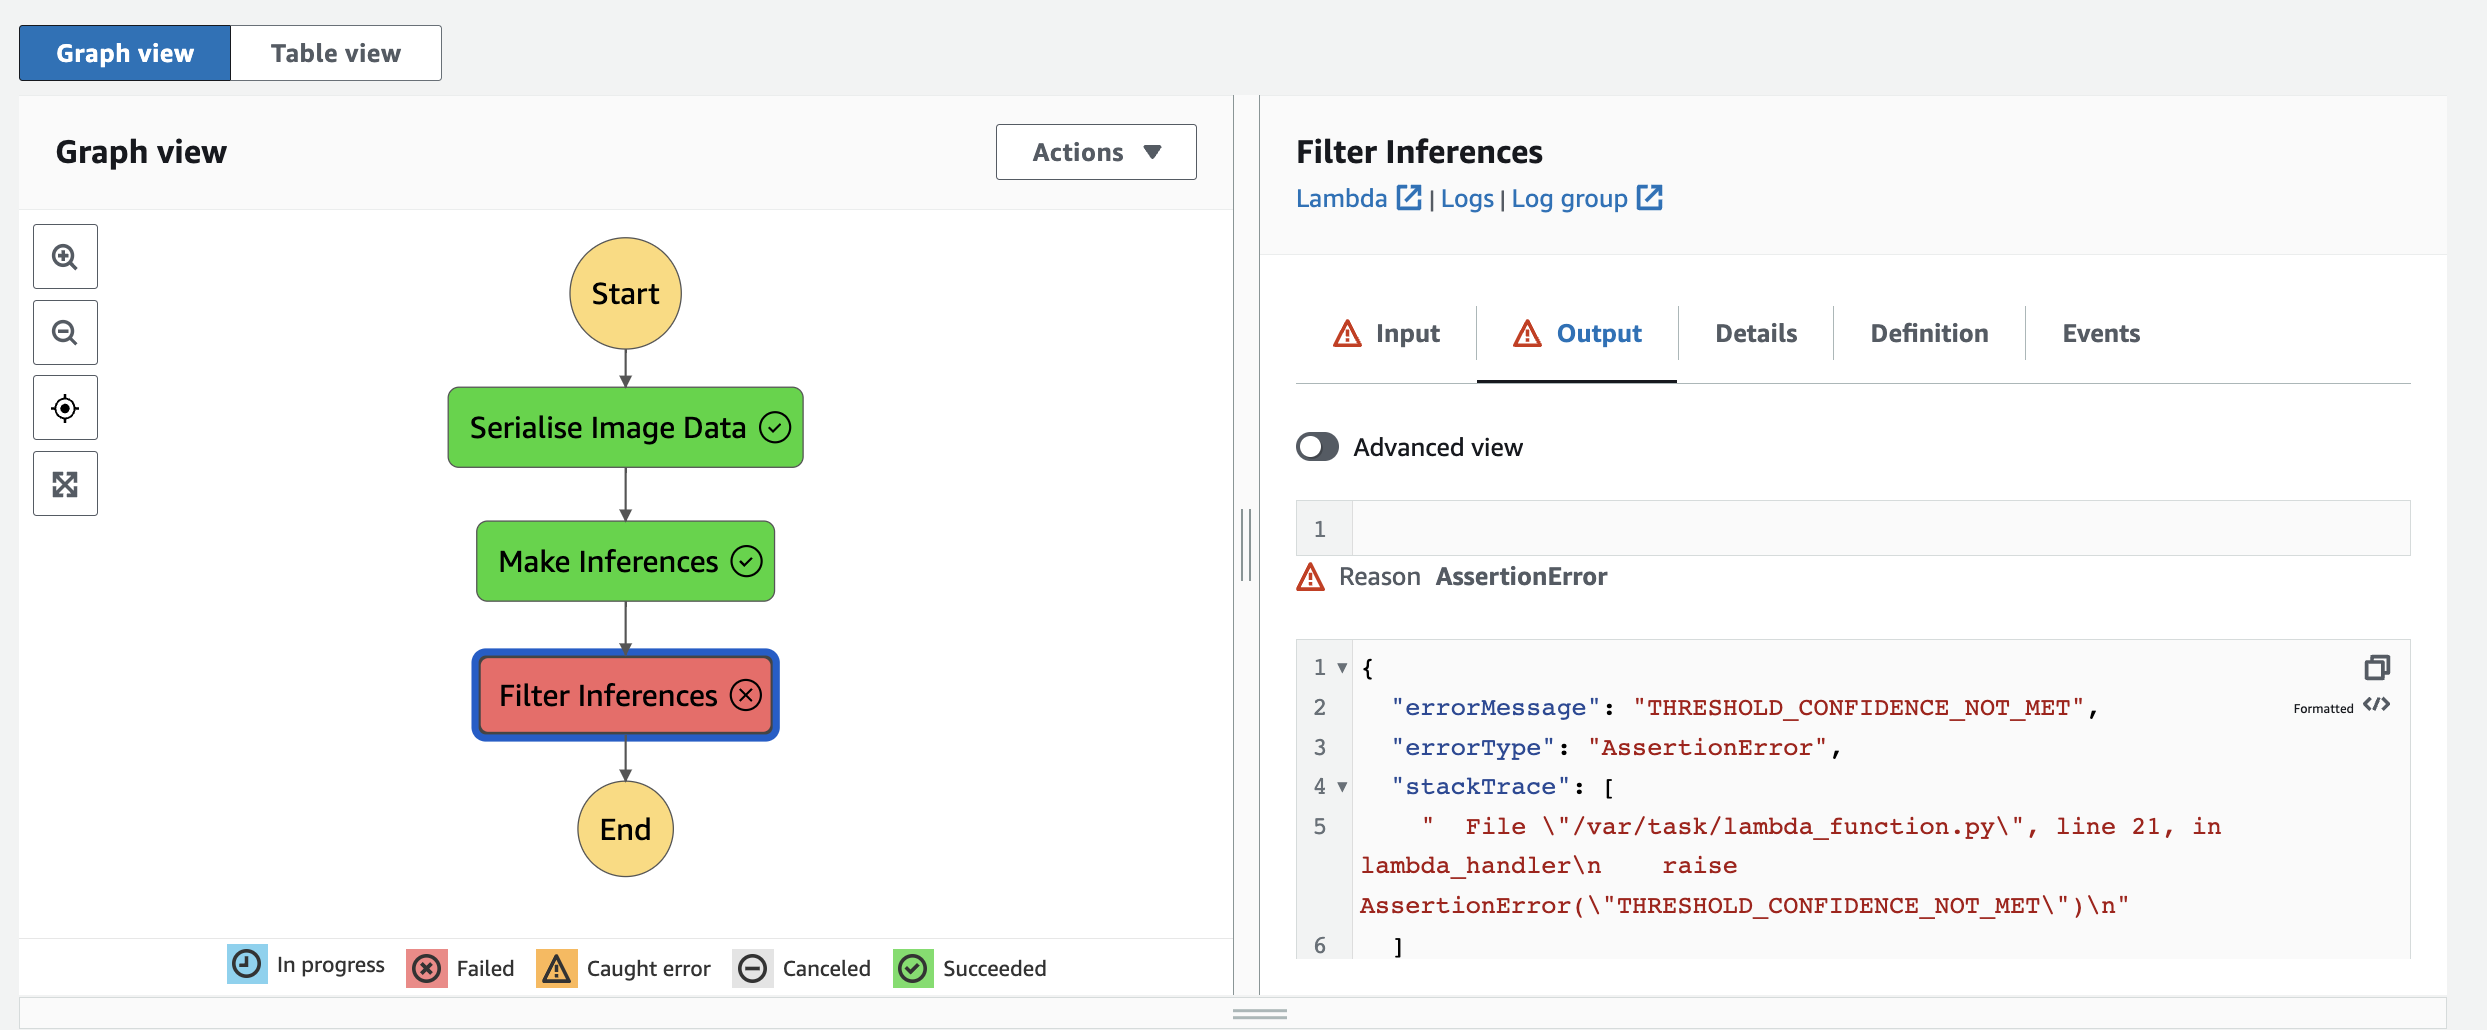 Graph view
Table view
Graph view
Actions
Start
Serialise Image Data
Make Inferences
Filter Inferences
End
In progress
Failed
Caught error
Canceled
Succeeded
Filter Inferences
Lambda | Logs | Log group
Input
Output
Details
Definition
Events
Advanced view
1
Reason AssertionError
Formatted
1 {
2 "errorMessage": "THRESHOLD_CONFIDENCE_NOT_MET",
3 "errorType": "AssertionError",
4 "stackTrace": [
5 "  File \"/var/task/lambda_function.py\", line 21, in
lambda_handler\n    raise
AssertionError(\"THRESHOLD_CONFIDENCE_NOT_MET\")\n"
6 ]